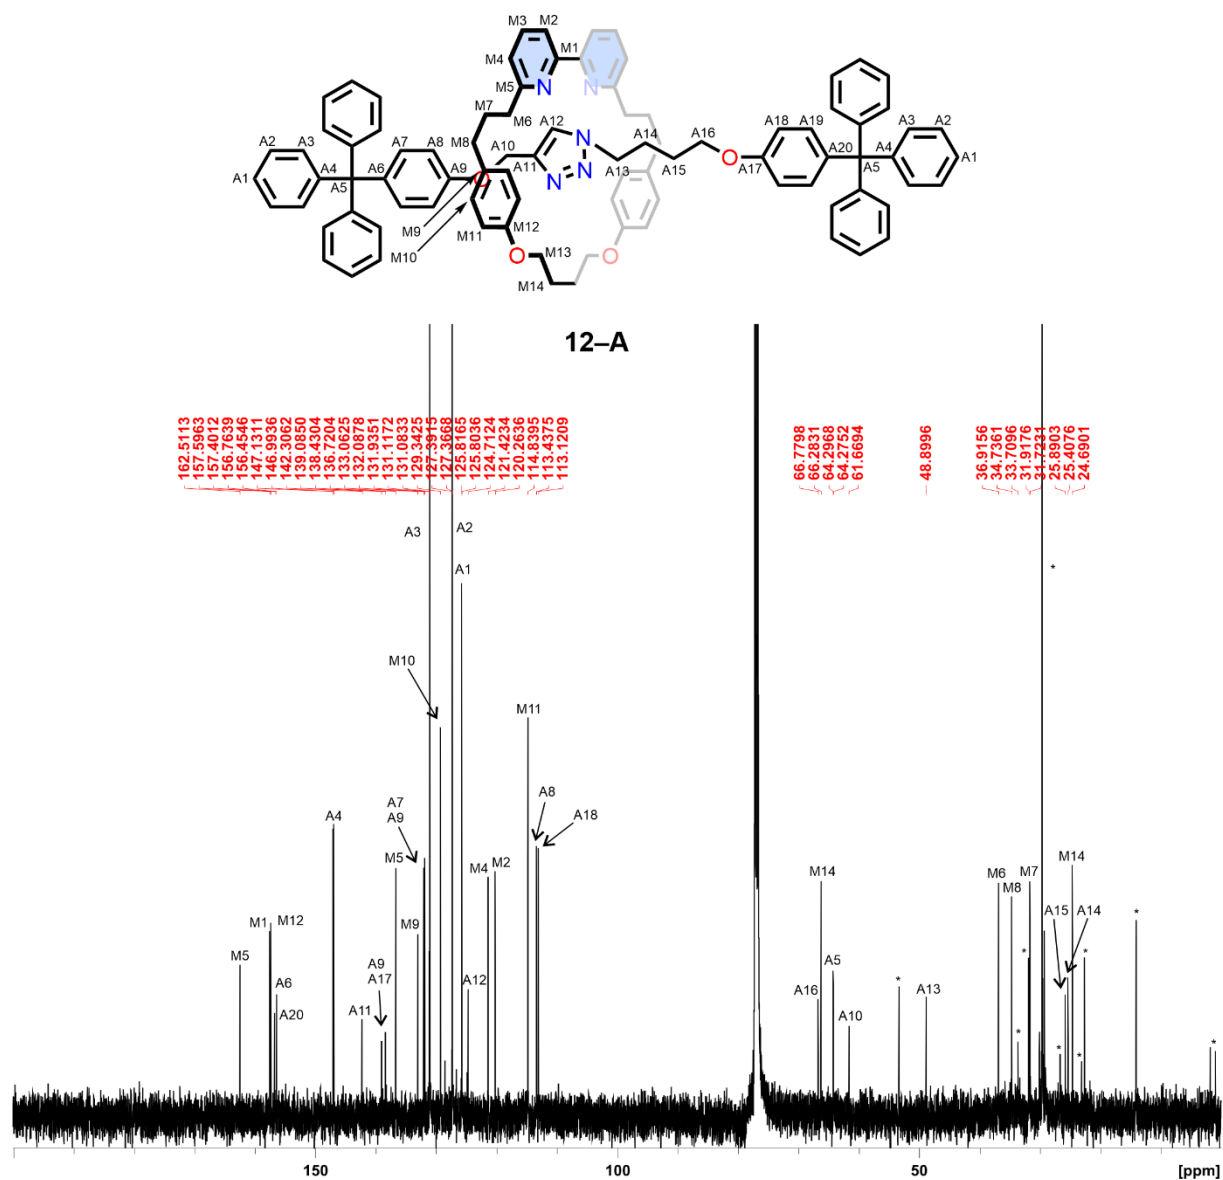 M3 M2
M4 M1
M5 N N
M7 M6
A12 N A14 A16 A18 A19 A3 A2
A2 A3 A7 A8 M8 A10 O A20 A4 A1
A1 A4 A6 A9 O A11 N N A13 A15 A17 A5
A5
M9 M12
M10 M11 O M13 O
M14
12–A
162.5113
157.5963
157.4012
156.7639
156.4546
147.1311
146.9936
142.3062
139.0850
138.4304
136.7204
133.0625
132.0878
131.9351
131.1172
131.0833
129.3425
127.3915
127.3668
125.8165
125.8036
124.7124
121.4234
120.2636
114.8395
113.4375
113.1209
66.7798
66.2831
64.2968
64.2752
61.6694
48.8996
36.9156
34.7361
33.7096
31.9176
31.7231
25.8903
25.4076
24.6901
A3 A2
A1 *
M10
M11
A8
A7 A18
A9
A4
M5 M4 M2 M14 M6 M7 M14
M8
M1 M12 M9 A15 A14 *
M5 A9 A5 * *
A6 A17 A12 A16 * A13
A20 A11 A10 * * * *
150 100 50 [ppm]